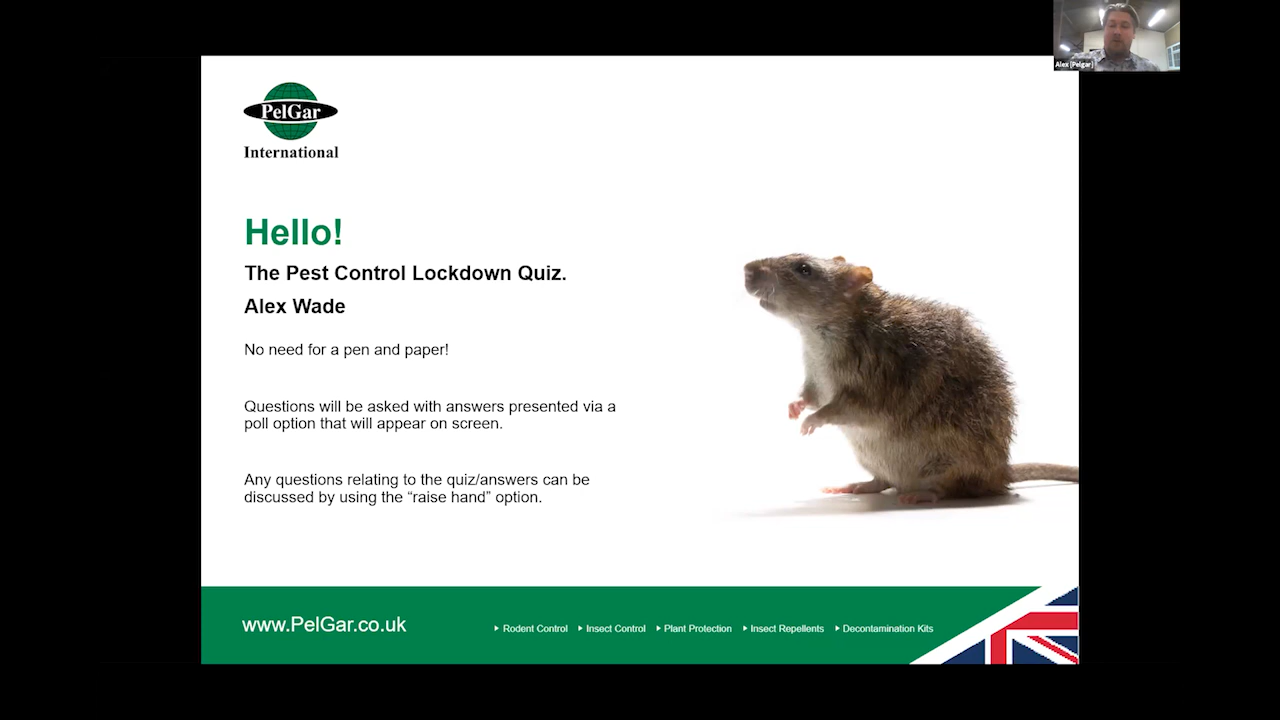 Alex [Pelgar]
PelGar
International
Hello!
The Pest Control Lockdown Quiz.
Alex Wade
No need for a pen and paper!
Questions will be asked with answers presented via a
poll option that will appear on screen.
Any questions relating to the quiz/answers can be
discussed by using the “raise hand” option.
www.PelGar.co.uk
Rodent Control Insect Control Plant Protection Insect Repellents Decontamination Kits